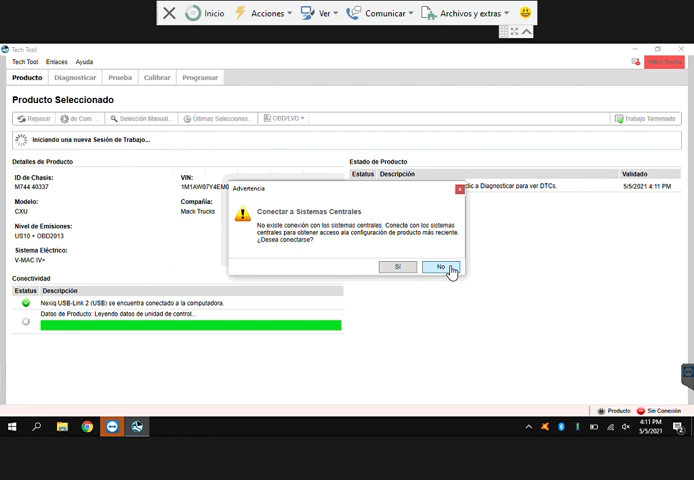 Inicio Acciones Ver Comunicar Archivos y extras
Tech Tool
Tech Tool Enlaces Ayuda
Producto Diagnosticar Prueba Calibrar Programar
Producto Seleccionado
Repasar de Com... Selección Manual... Últimas Selecciones... OBD/LVD Trabajo Terminado
Iniciando una nueva Sesión de Trabajo...
Detalles de Producto Estado de Producto
ID de Chasis: VIN: Estatus Descripción Validado
M744 40337 1M1AW07Y4EM0 clic a Diagnosticar para ver DTCs. 5/5/2021 4:11 PM
Modelo: Compañía:
CXU Mack Trucks
Nivel de Emisiones:
US10 + OBD2013
Sistema Eléctrico:
V-MAC IV+
Advertencia
Conectar a Sistemas Centrales
No existe conexión con los sistemas centrales. Conecte con los sistemas
centrales para obtener acceso ala configuración de producto más reciente.
¿Desea conectarse?
Sí No
Conectividad
Estatus Descripción
Nexiq USB-Link 2 (USB) se encuentra conectado a la computadora.
Datos de Producto: Leyendo datos de unidad de control...
Producto Sin Conexión
4:11 PM
5/5/2021